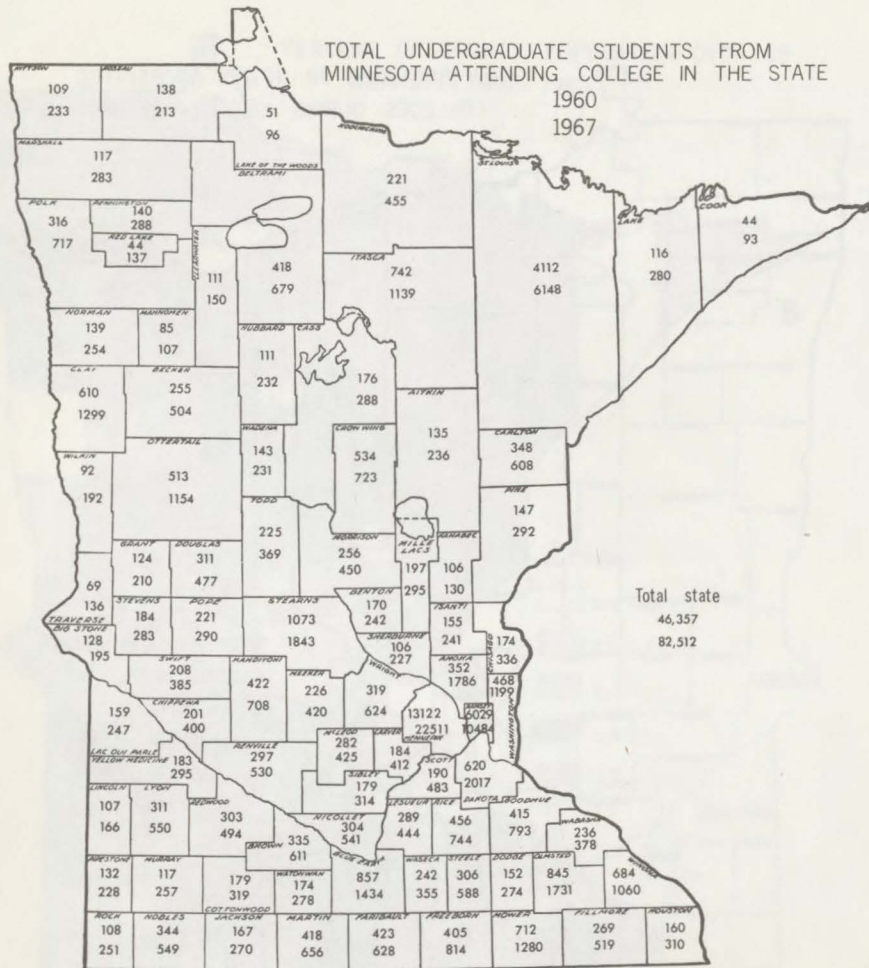 TOTAL UNDERGRADUATE STUDENTS FROM
MINNESOTA ATTENDING COLLEGE IN THE STATE
1960
1967
KITTSON
109
233
ROSEAU
138
213
51
96
LAKE OF THE WOODS
KOOCHICHING
221
455
ST.LOUIS
4112
6148
LAKE
116
280
COOK
44
93
MARSHALL
117
283
BELTRAMI
418
679
POLK
316
717
PENNINGTON
140
288
RED LAKE
44
137
CLEARWATER
111
150
ITASCA
742
1139
NORMAN
139
254
MAHNOMEN
85
107
HUBBARD
111
232
CASS
176
288
CLAY
610
1299
BECKER
255
504
AITKIN
135
236
WADENA
143
231
CROW WING
534
723
CARLTON
348
608
WILKIN
92
192
OTTERTAIL
513
1154
TODD
225
369
PINE
147
292
GRANT
124
210
DOUGLAS
311
477
MORRISON
256
450
MILLE
LACS
197
295
KANABEC
106
130
69
136
TRAVERSE
STEVENS
184
283
POPE
221
290
STEARNS
1073
1843
BENTON
170
242
ISANTI
155
241
Total state
46,357
82,512
BIG STONE
128
195
SHERBURNE
106
227
ANOKA
352
1786
CHISAGO
174
336
SWIFT
208
385
KANDIYOHI
422
708
MEEKER
226
420
WRIGHT
319
624
468
1199
WASHINGTON
159
247
LAC QUI PARLE
CHIPPEWA
201
400
13122
22511
HENNEPIN
RAMSEY
6029
10484
YELLOW MEDICINE
183
295
RENVILLE
297
530
MCLEOD
282
425
CARVER
184
412
SCOTT
190
483
620
2017
DAKOTA
SIBLEY
179
314
LINCOLN
107
166
LYON
311
550
REDWOOD
303
494
NICOLLET
304
541
LESUEUR
289
444
RICE
456
744
GOODHUE
415
793
WABASHA
236
378
BROWN
335
611
PIPESTONE
132
228
MURRAY
117
257
179
319
COTTONWOOD
WATONWAN
174
278
BLUE EARTH
857
1434
WASECA
242
355
STEELE
306
588
DODGE
152
274
OLMSTED
845
1731
WINONA
684
1060
ROCK
108
251
NOBLES
344
549
JACKSON
167
270
MARTIN
418
656
FARIBAULT
423
628
FREEBORN
405
814
MOWER
712
1280
FILLMORE
269
519
HOUSTON
160
310